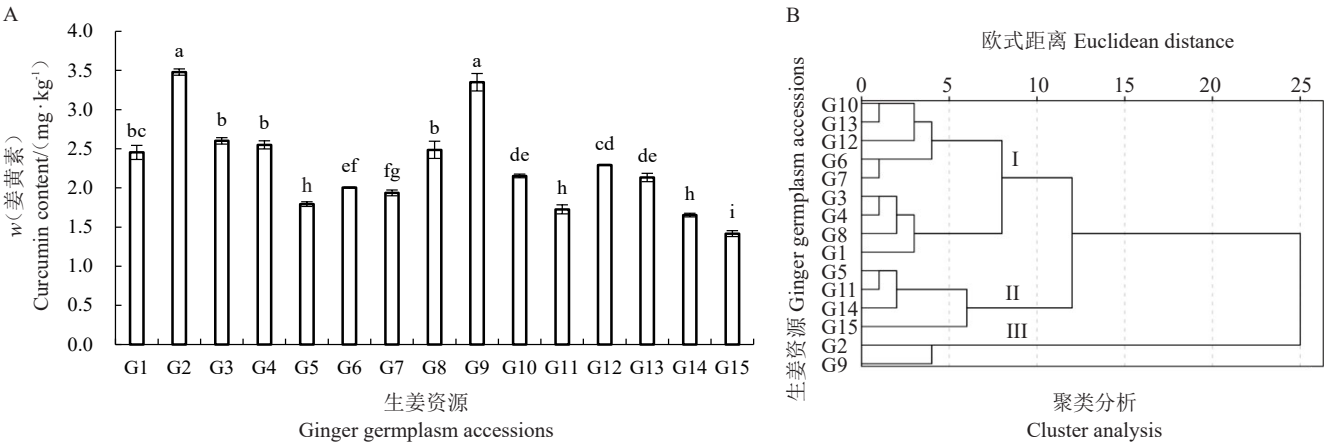 A
w(姜黄素)
Curcumin content/(mg·kg⁻¹)
4.0
3.5
3.0
2.5
2.0
1.5
1.0
0.5
0.0
bc
a
b
b
h
ef
fg
b
a
de
h
cd
de
h
i
G1 G2 G3 G4 G5 G6 G7 G8 G9 G10 G11 G12 G13 G14 G15
生姜资源
Ginger germplasm accessions
B
欧式距离 Euclidean distance
0 5 10 15 20 25
生姜资源 Ginger germplasm accessions
G10
G13
G12
G6
G7
G3
G4
G8
G1
G5
G11
G14
G15
G2
G9
I
II
III
聚类分析
Cluster analysis